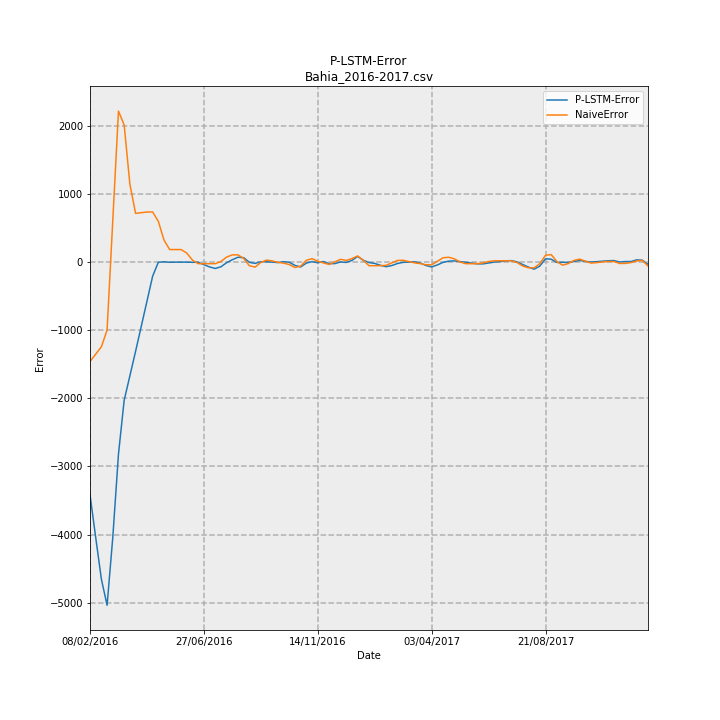 P-LSTM-Error
Bahia_2016-2017.csv
P-LSTM-Error
NaiveError
2000
1000
0
−1000
−2000
−3000
−4000
−5000
Error
08/02/2016
27/06/2016
14/11/2016
03/04/2017
21/08/2017
Date